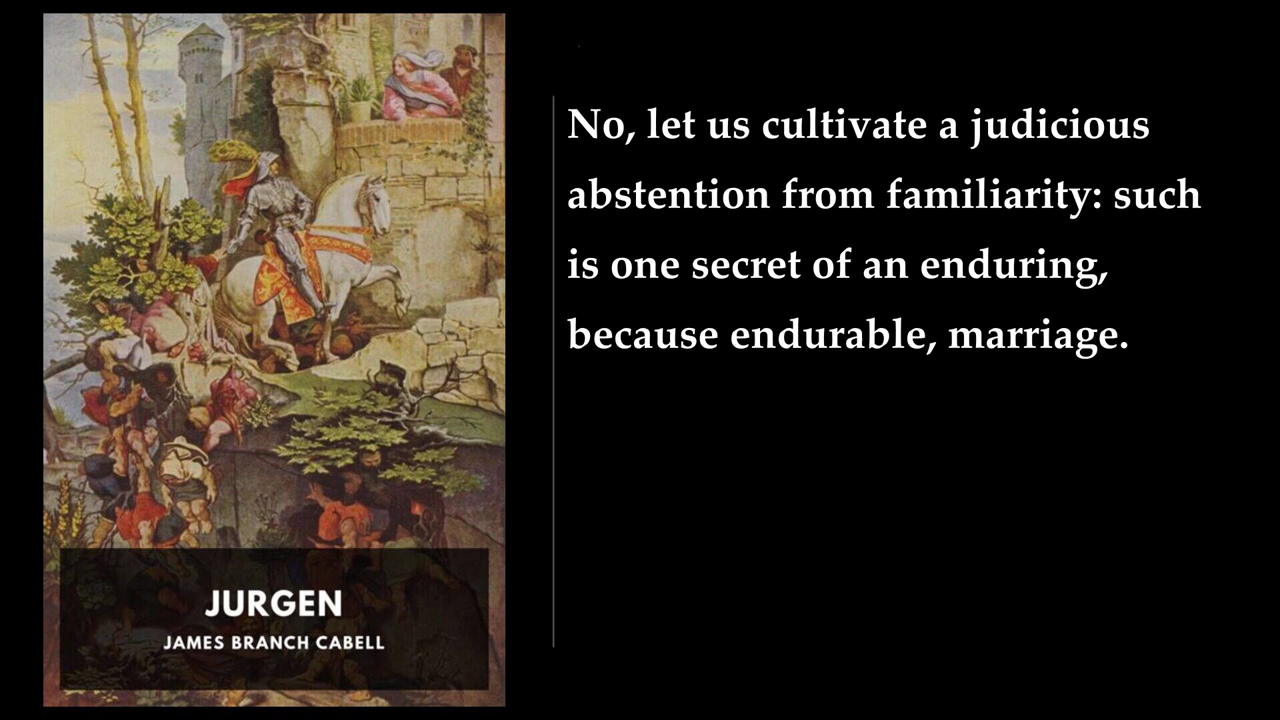 No, let us cultivate a judicious
abstention from familiarity: such
is one secret of an enduring,
because endurable, marriage.
JURGEN
JAMES BRANCH CABELL